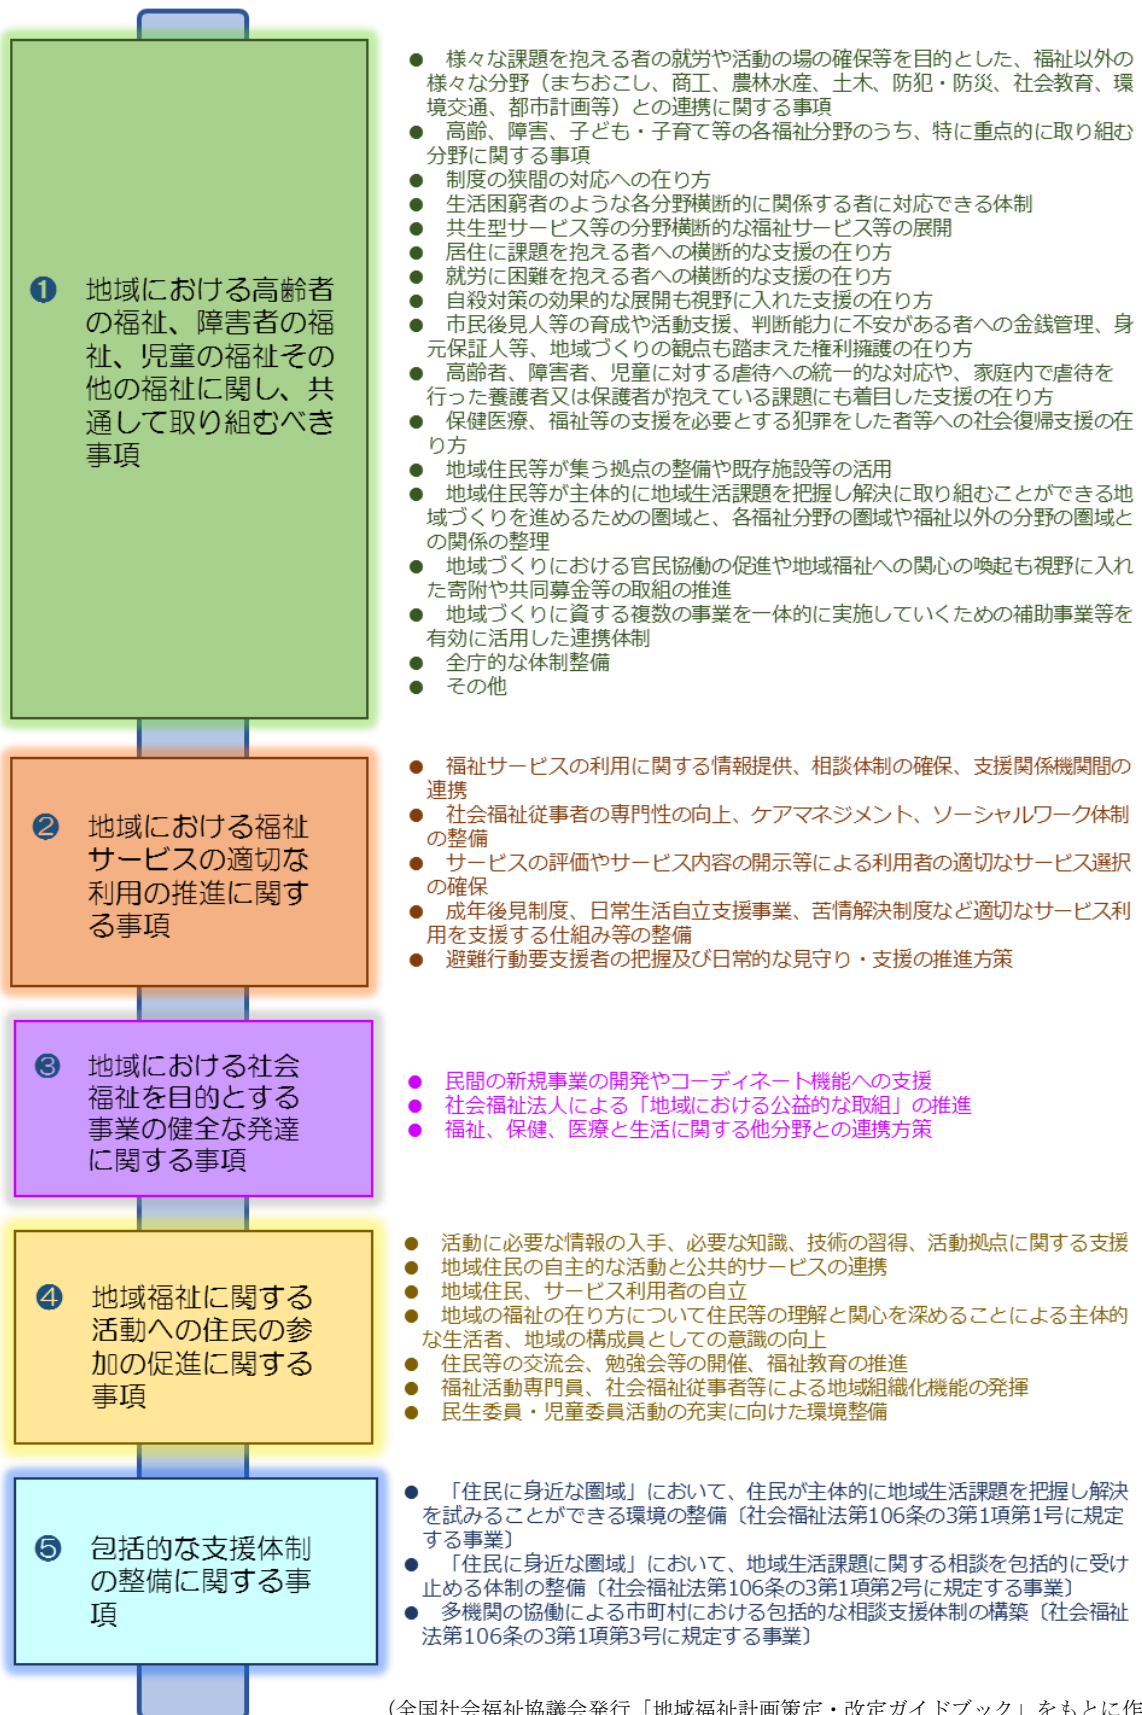 ❶ 地域における高齢者
の福祉、障害者の福
祉、児童の福祉その
他の福祉に関し、共
通して取り組むべき
事項
● 様々な課題を抱える者の就労や活動の場の確保等を目的とした、福祉以外の
様々な分野（まちおこし、商工、農林水産、土木、防犯・防災、社会教育、環
境交通、都市計画等）との連携に関する事項
● 高齢、障害、子ども・子育て等の各福祉分野のうち、特に重点的に取り組む
分野に関する事項
● 制度の狭間の対応への在り方
● 生活困窮者のような各分野横断的に関係する者に対応できる体制
● 共生型サービス等の分野横断的な福祉サービス等の展開
● 居住に課題を抱える者への横断的な支援の在り方
● 就労に困難を抱える者への横断的な支援の在り方
● 自殺対策の効果的な展開も視野に入れた支援の在り方
● 市民後見人等の育成や活動支援、判断能力に不安がある者への金銭管理、身
元保証人等、地域づくりの観点も踏まえた権利擁護の在り方
● 高齢者、障害者、児童に対する虐待への統一的な対応や、家庭内で虐待を
行った養護者又は保護者が抱えている課題にも着目した支援の在り方
● 保健医療、福祉等の支援を必要とする犯罪をした者等への社会復帰支援の在
り方
● 地域住民等が集う拠点の整備や既存施設等の活用
● 地域住民等が主体的に地域生活課題を把握し解決に取り組むことができる地
域づくりを進めるための圏域と、各福祉分野の圏域や福祉以外の分野の圏域と
の関係の整理
● 地域づくりにおける官民協働の促進や地域福祉への関心の喚起も視野に入れ
た寄附や共同募金等の取組の推進
● 地域づくりに資する複数の事業を一体的に実施していくための補助事業等を
有効に活用した連携体制
● 全庁的な体制整備
● その他
❷ 地域における福祉
サービスの適切な
利用の推進に関す
る事項
● 福祉サービスの利用に関する情報提供、相談体制の確保、支援関係機関間の
連携
● 社会福祉従事者の専門性の向上、ケアマネジメント、ソーシャルワーク体制
の整備
● サービスの評価やサービス内容の開示等による利用者の適切なサービス選択
の確保
● 成年後見制度、日常生活自立支援事業、苦情解決制度など適切なサービス利
用を支援する仕組み等の整備
● 避難行動要支援者の把握及び日常的な見守り・支援の推進方策
❸ 地域における社会
福祉を目的とする
事業の健全な発達
に関する事項
● 民間の新規事業の開発やコーディネート機能への支援
● 社会福祉法人による「地域における公益的な取組」の推進
● 福祉、保健、医療と生活に関する他分野との連携方策
❹ 地域福祉に関する
活動への住民の参
加の促進に関する
事項
● 活動に必要な情報の入手、必要な知識、技術の習得、活動拠点に関する支援
● 地域住民の自主的な活動と公共的サービスの連携
● 地域住民、サービス利用者の自立
● 地域の福祉の在り方について住民等の理解と関心を深めることによる主体的
な生活者、地域の構成員としての意識の向上
● 住民等の交流会、勉強会等の開催、福祉教育の推進
● 福祉活動専門員、社会福祉従事者等による地域組織化機能の発揮
● 民生委員・児童委員活動の充実に向けた環境整備
❺ 包括的な支援体制
の整備に関する事
項
● 「住民に身近な圏域」において、住民が主体的に地域生活課題を把握し解決
を試みることができる環境の整備〔社会福祉法第106条の3第1項第1号に規定
する事業〕
● 「住民に身近な圏域」において、地域生活課題に関する相談を包括的に受け
止める体制の整備〔社会福祉法第106条の3第1項第2号に規定する事業〕
● 多機関の協働による市町村における包括的な相談支援体制の構築〔社会福祉
法第106条の3第1項第3号に規定する事業〕
（全国社会福祉協議会発行「地域福祉計画策定・改定ガイドブック」をもとに作